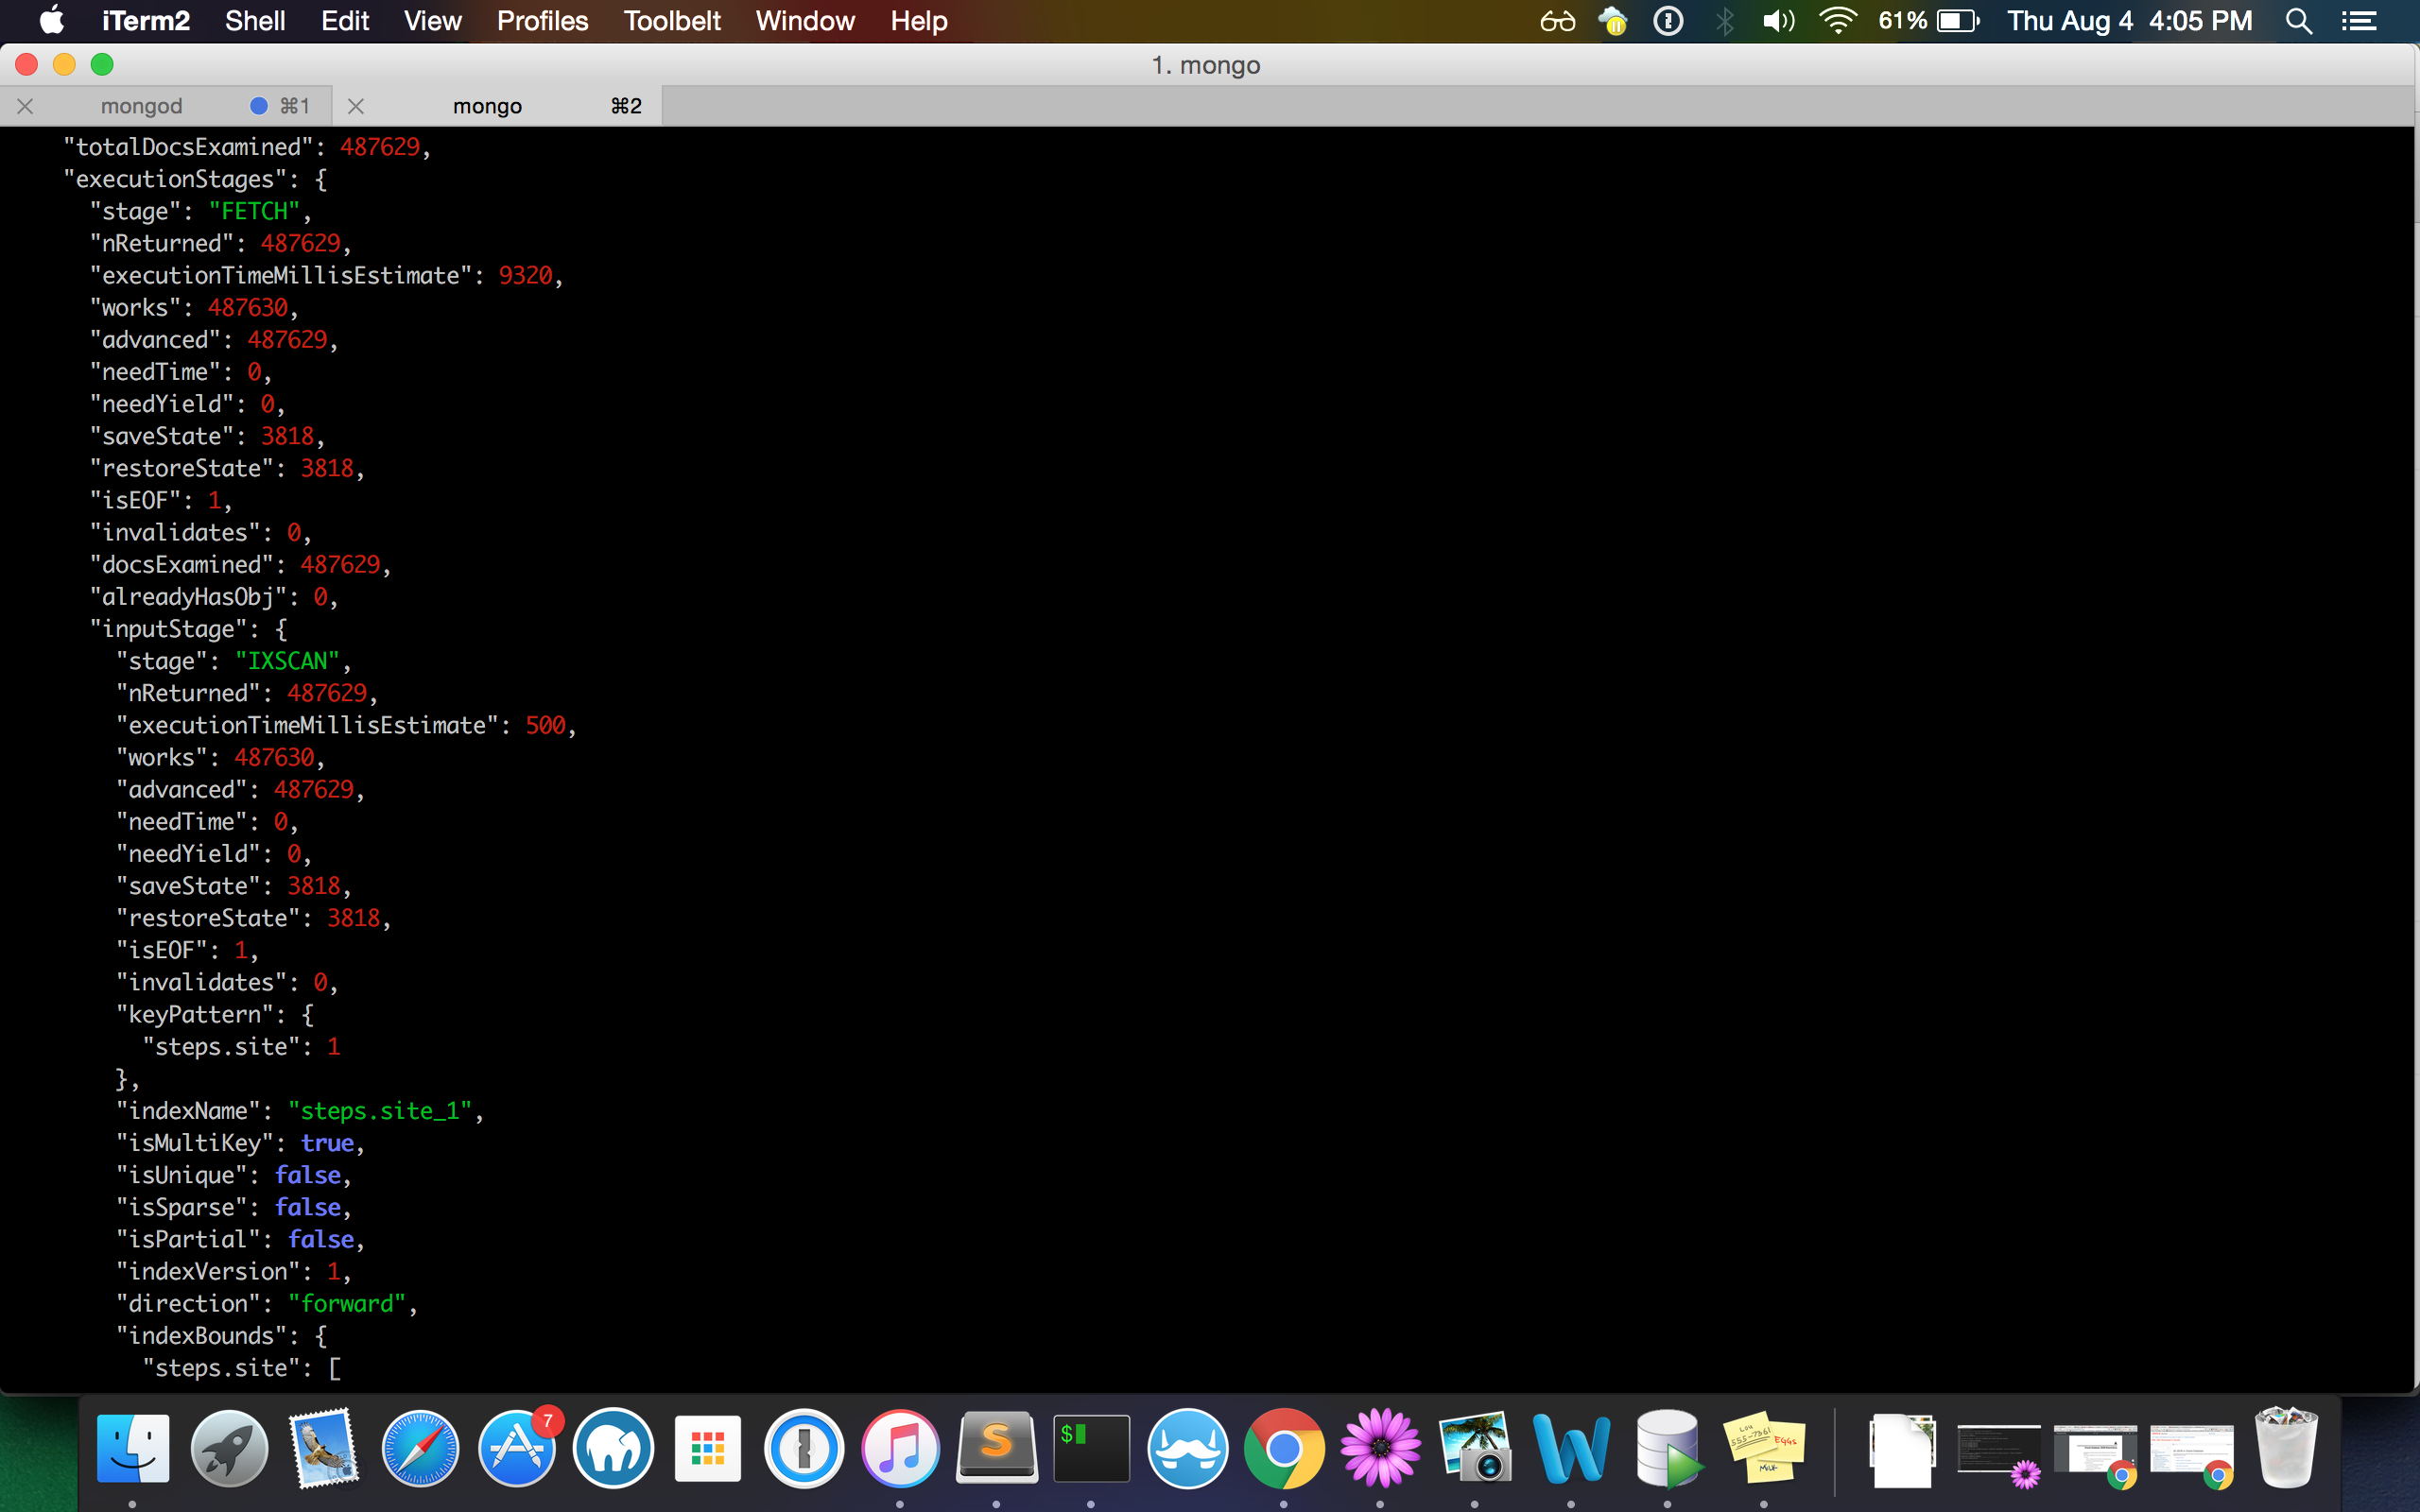 iTerm2 Shell Edit View Profiles Toolbelt Window Help 61% Thu Aug 4 4:05 PM
1. mongo
mongod ⌘1 mongo ⌘2
"totalDocsExamined": 487629,
"executionStages": {
"stage": "FETCH",
"nReturned": 487629,
"executionTimeMillisEstimate": 9320,
"works": 487630,
"advanced": 487629,
"needTime": 0,
"needYield": 0,
"saveState": 3818,
"restoreState": 3818,
"isEOF": 1,
"invalidates": 0,
"docsExamined": 487629,
"alreadyHasObj": 0,
"inputStage": {
"stage": "IXSCAN",
"nReturned": 487629,
"executionTimeMillisEstimate": 500,
"works": 487630,
"advanced": 487629,
"needTime": 0,
"needYield": 0,
"saveState": 3818,
"restoreState": 3818,
"isEOF": 1,
"invalidates": 0,
"keyPattern": {
"steps.site": 1
},
"indexName": "steps.site_1",
"isMultiKey": true,
"isUnique": false,
"isSparse": false,
"isPartial": false,
"indexVersion": 1,
"direction": "forward",
"indexBounds": {
"steps.site": [
7
S
$
EGGS
MILK